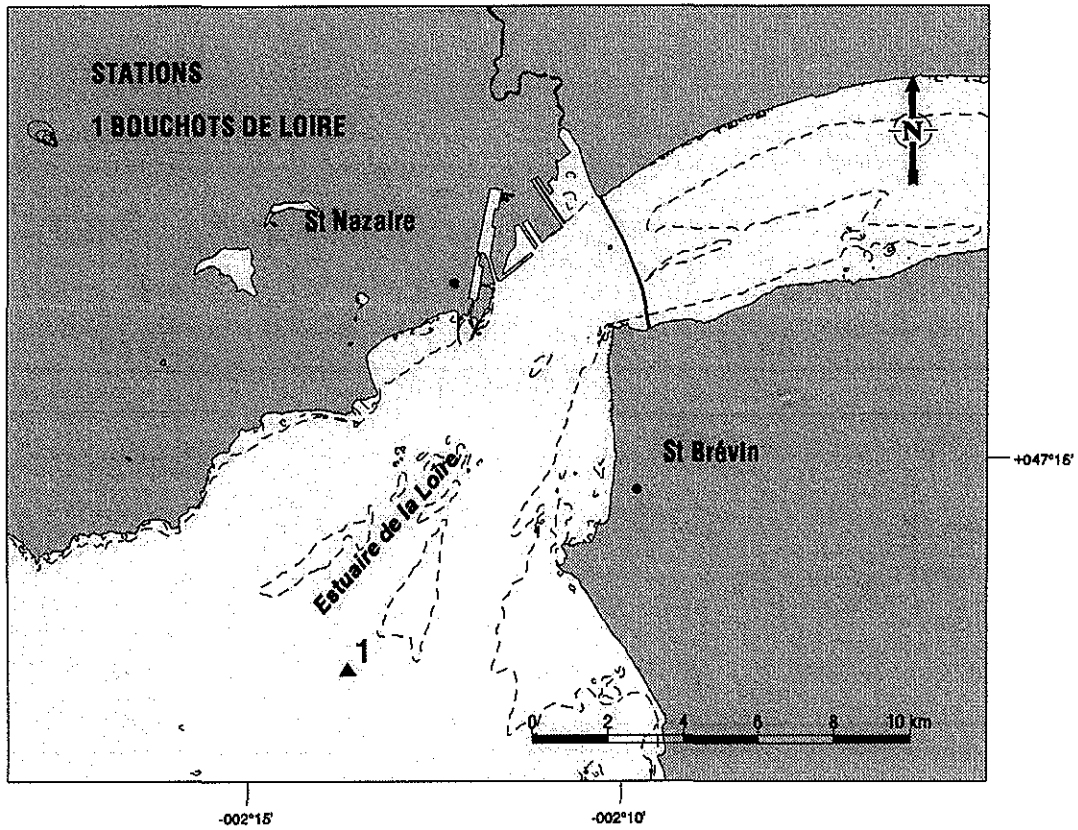 STATIONS
1 BOUCHOTS DE LOIRE
N
St Nazaire
St Brévin
+047°15'
Estuaire de la Loire
1
0 2 4 6 8 10 km
-002°15' -002°10'